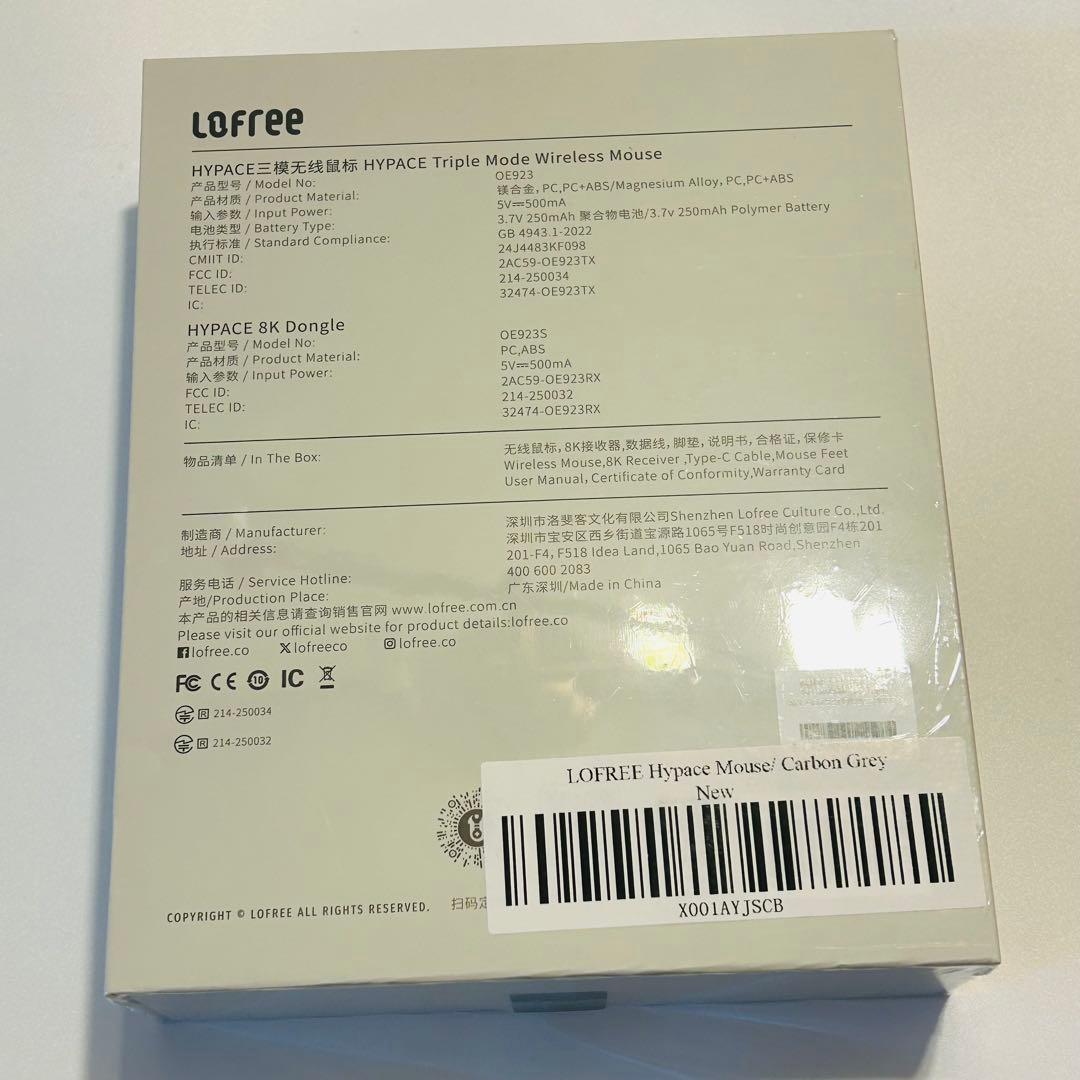 LOFree
HYPACE三模无线鼠标 HYPACE Triple Mode Wireless Mouse
产品型号 / Model No: OE923
产品材质 / Product Material: 镁合金，PC,PC+ABS/Magnesium Alloy，PC,PC+ABS
输入参数 / Input Power: 5V⎓500mA
电池类型 / Battery Type: 3.7V 250mAh 聚合物电池/3.7v 250mAh Polymer Battery
执行标准 / Standard Compliance: GB 4943.1-2022
CMIIT ID: 24J4483KF098
FCC ID: 2AC59-OE923TX
TELEC ID: 214-250034
IC: 32474-OE923TX
HYPACE 8K Dongle
产品型号 / Model No: OE923S
产品材质 / Product Material: PC,ABS
输入参数 / Input Power: 5V⎓500mA
FCC ID: 2AC59-OE923RX
TELEC ID: 214-250032
IC: 32474-OE923RX
物品清单 / In The Box: 无线鼠标，8K接收器,数据线，脚垫，说明书，合格证，保修卡
Wireless Mouse,8K Receiver ,Type-C Cable,Mouse Feet
User Manual，Certificate of Conformity,Warranty Card
制造商 / Manufacturer: 深圳市洛斐客文化有限公司Shenzhen Lofree Culture Co.,Ltd.
地址 / Address: 深圳市宝安区西乡街道宝源路1065号F518时尚创意园F4栋201
201-F4，F518 Idea Land,1065 Bao Yuan Road,Shenzhen
服务电话 / Service Hotline: 400 600 2083
产地/Production Place: 广东深圳/Made in China
本产品的相关信息请查询销售官网 www.lofree.com.cn
Please visit our official website for product details:lofree.co
lofree.co lofreeco lofree.co
FC CE 10 IC
R 214-250034
R 214-250032
LOFREE Hypace Mouse/ Carbon Grey
New
X001AYJSCB
COPYRIGHT © LOFREE ALL RIGHTS RESERVED. 扫码